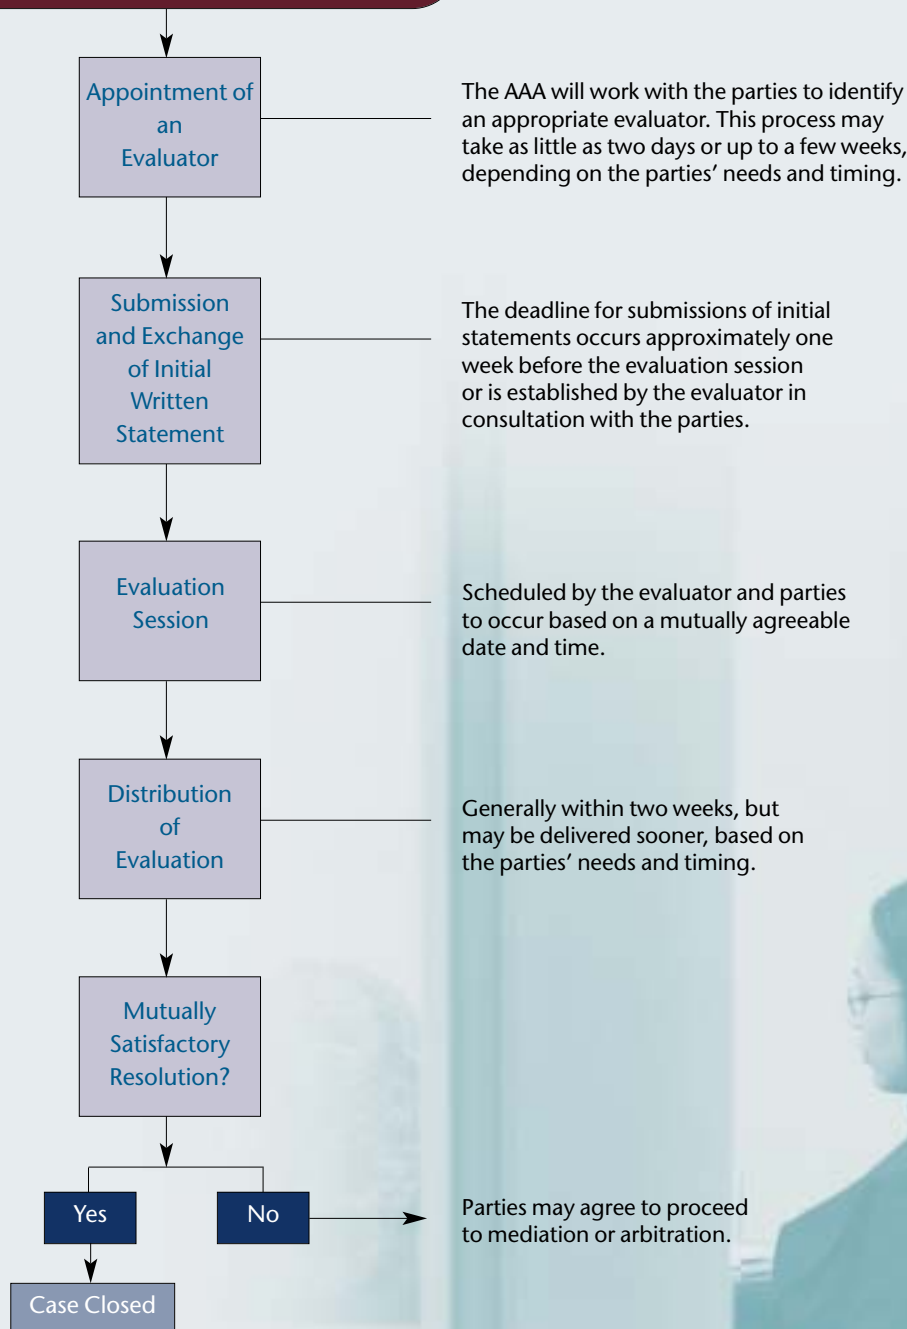 Appointment of
an
Evaluator
The AAA will work with the parties to identify
an appropriate evaluator. This process may
take as little as two days or up to a few weeks,
depending on the parties’ needs and timing.
Submission
and Exchange
of Initial
Written
Statement
The deadline for submissions of initial
statements occurs approximately one
week before the evaluation session
or is established by the evaluator in
consultation with the parties.
Evaluation
Session
Scheduled by the evaluator and parties
to occur based on a mutually agreeable
date and time.
Distribution
of
Evaluation
Generally within two weeks, but
may be delivered sooner, based on
the parties’ needs and timing.
Mutually
Satisfactory
Resolution?
Yes
No
Parties may agree to proceed
to mediation or arbitration.
Case Closed